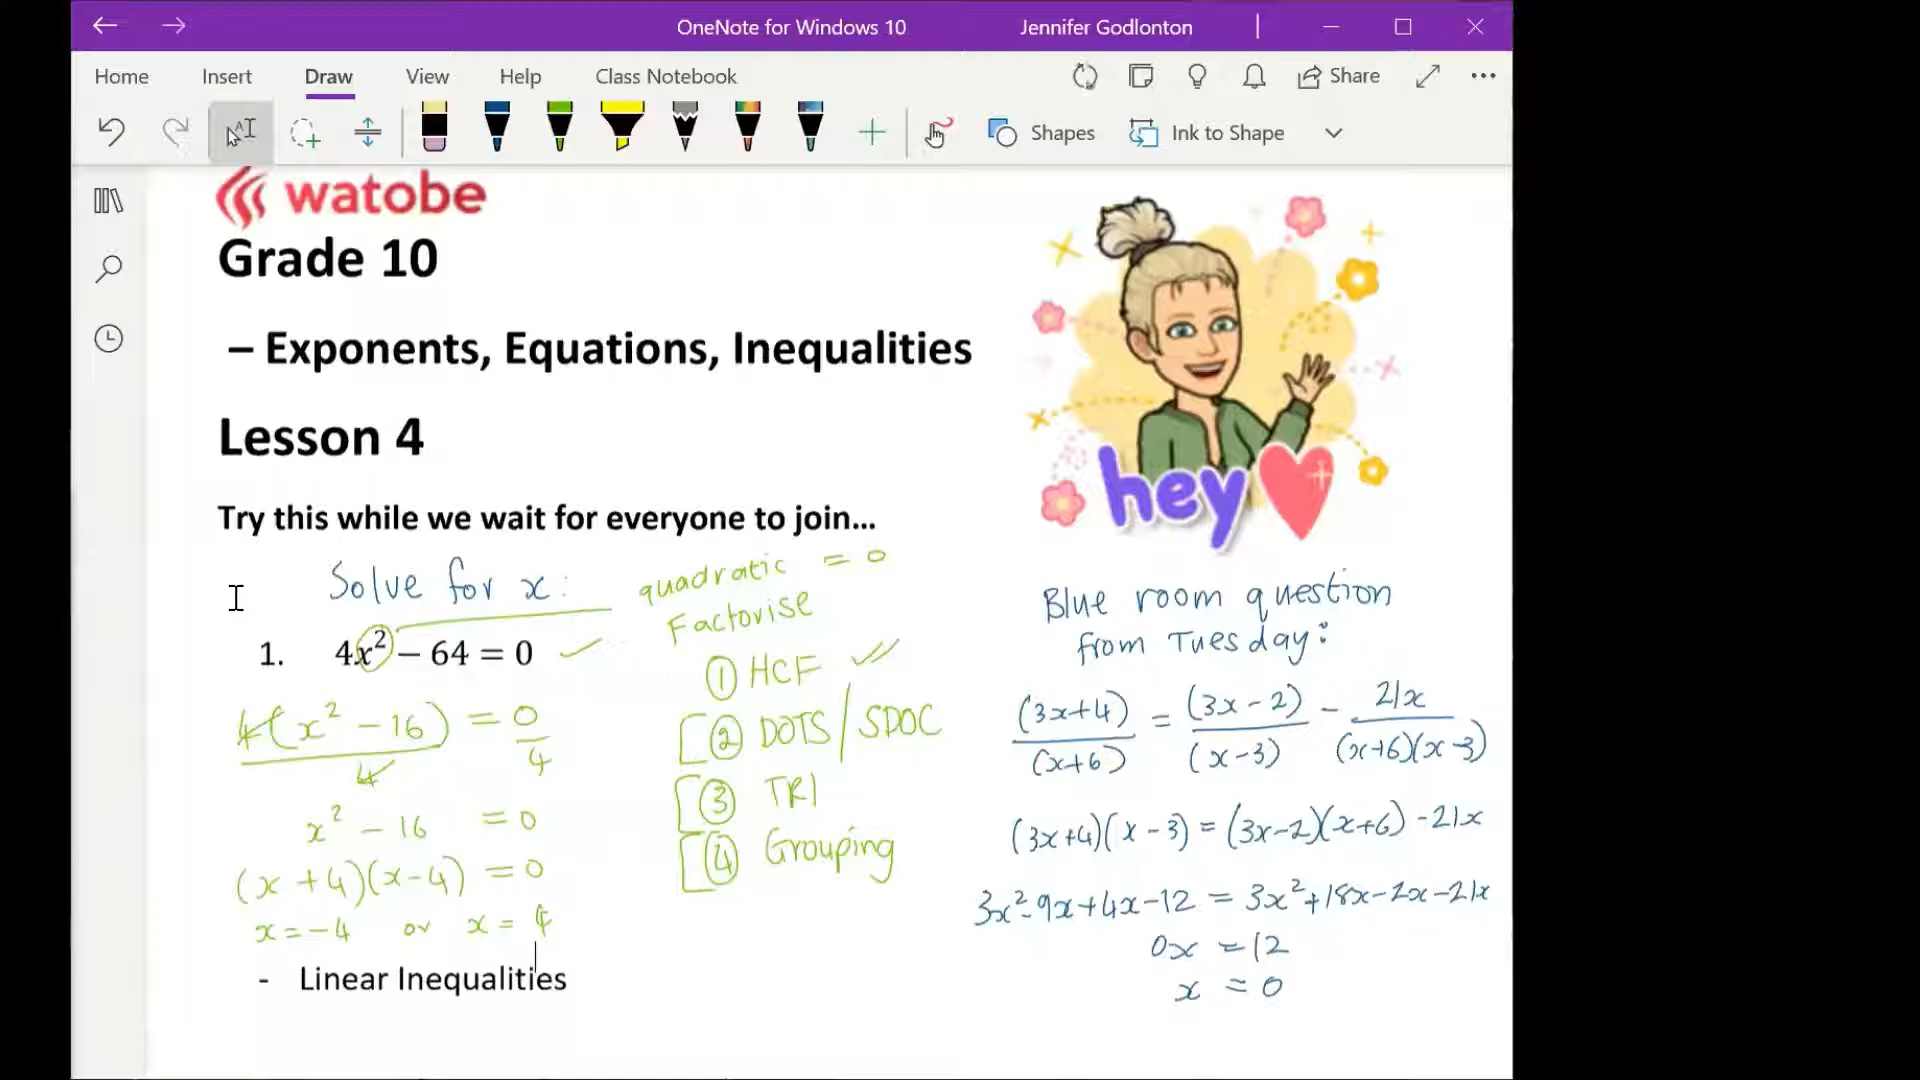 OneNote for Windows 10
Jennifer Godlonton
Home Insert Draw View Help Class Notebook Share
Shapes Ink to Shape
watobe
Grade 10
– Exponents, Equations, Inequalities
Lesson 4
Try this while we wait for everyone to join...
hey
Solve for x:
1. 4x² – 64 = 0
4(x² - 16) = 0
4 4
x² - 16 = 0
(x + 4)(x - 4) = 0
x = -4 or x = 4
- Linear Inequalities
quadratic = 0
Factorise
① HCF
② DOTS / SDOC
③ TRI
④ Grouping
Blue room question
from Tuesday:
(3x+4) = (3x - 2) - 21x
(x+6) (x-3) (x+6)(x-3)
(3x+4)(x - 3) = (3x-2)(x+6) - 21x
3x² - 9x + 4x - 12 = 3x² + 18x - 2x - 21x
0x = 12
x = 0